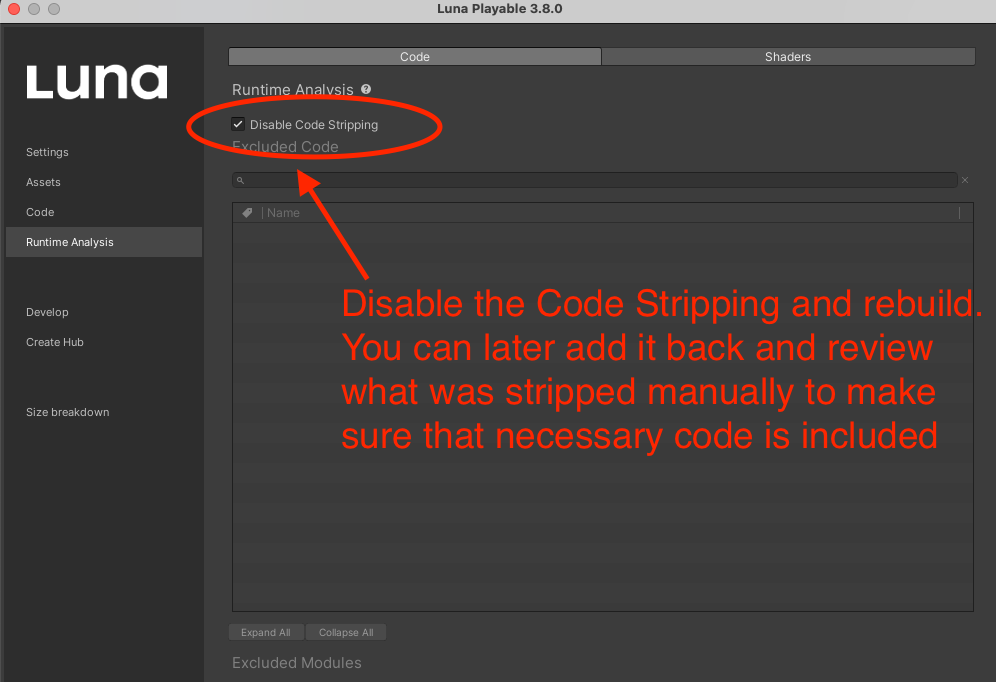 Luna Playable 3.8.0
Luna
Code
Shaders
Runtime Analysis ?
Disable Code Stripping
Excluded Code
Settings
Assets
Code
Runtime Analysis
Develop
Create Hub
Size breakdown
Name
Disable the Code Stripping and rebuild.
You can later add it back and review
what was stripped manually to make
sure that necessary code is included
Expand All
Collapse All
Excluded Modules